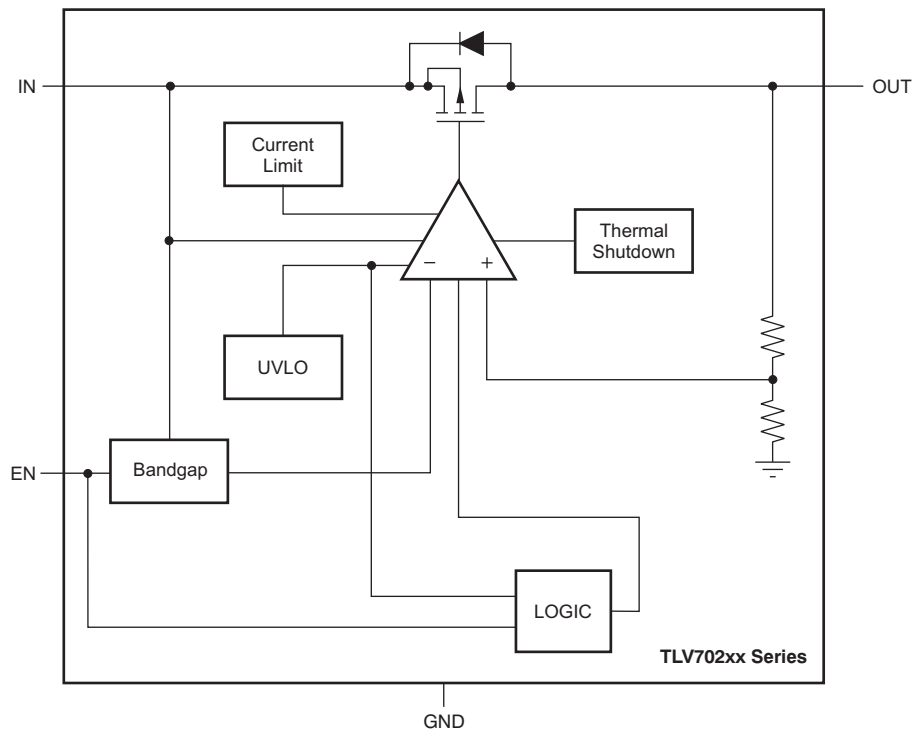 IN
OUT
Current
Limit
Thermal
Shutdown
− +
UVLO
EN
Bandgap
LOGIC
TLV702xx Series
GND